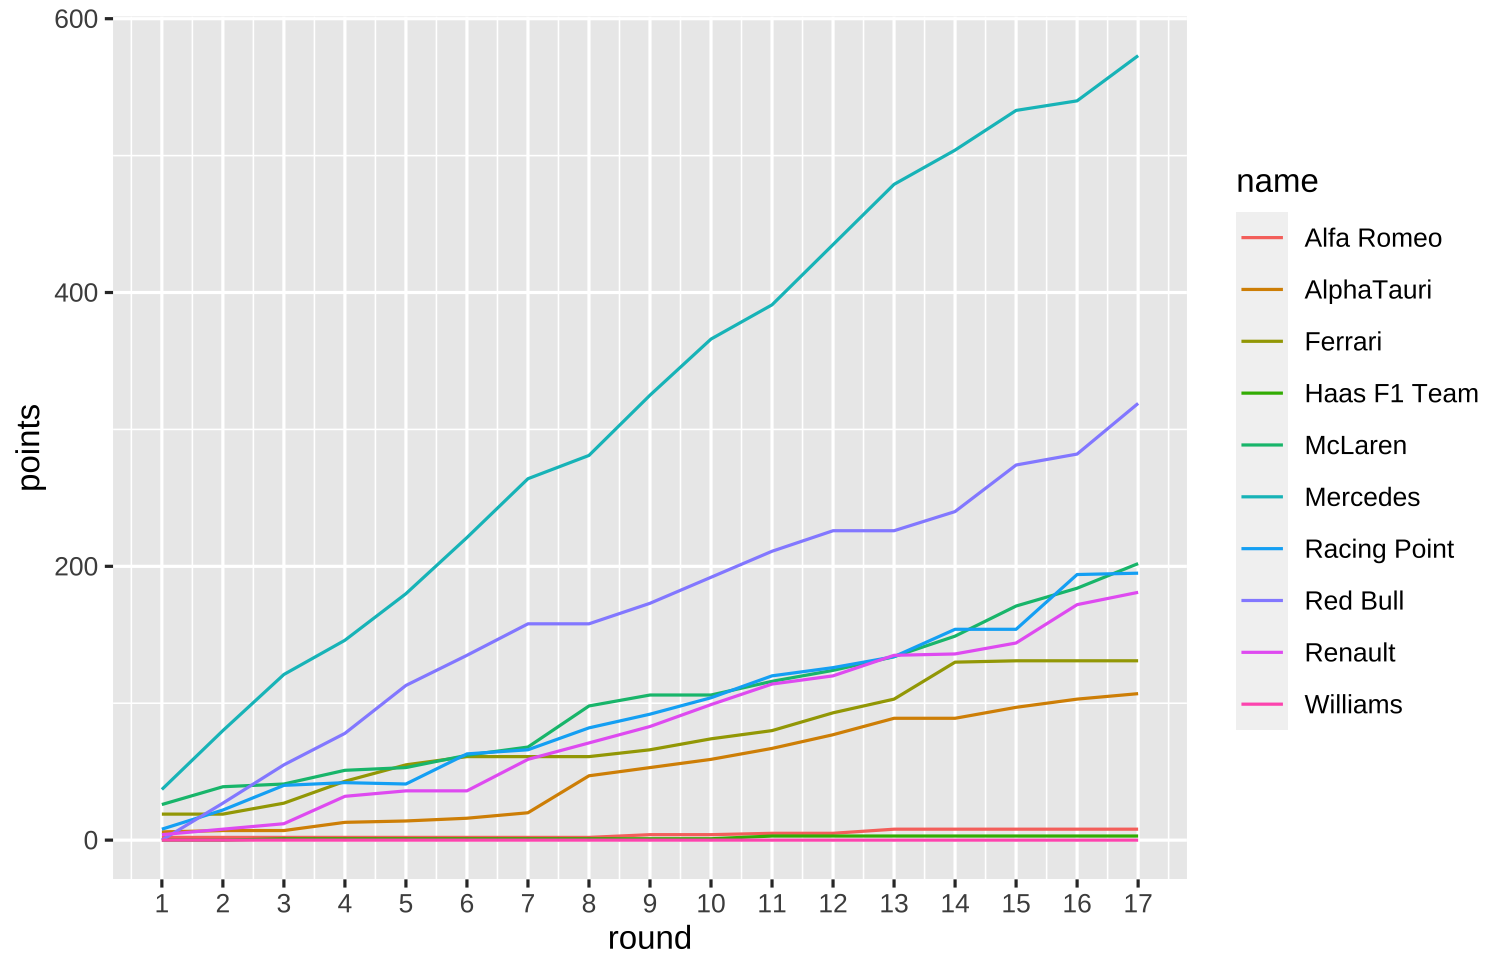 600
400
200
0
points
1 2 3 4 5 6 7 8 9 10 11 12 13 14 15 16 17
round
name
Alfa Romeo
AlphaTauri
Ferrari
Haas F1 Team
McLaren
Mercedes
Racing Point
Red Bull
Renault
Williams